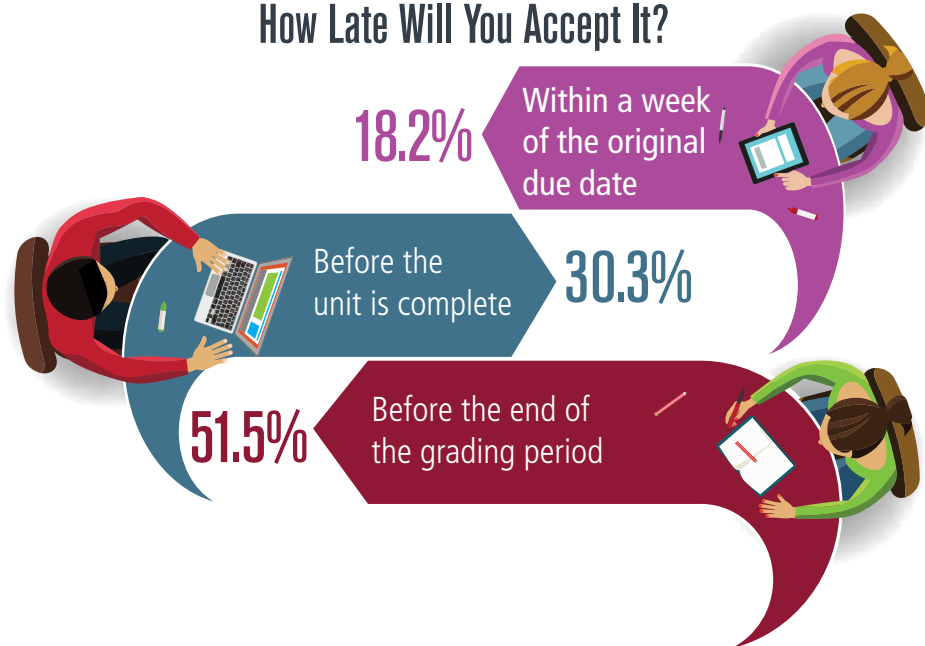 How Late Will You Accept It?
18.2%
Within a week
of the original
due date
Before the
unit is complete
30.3%
51.5%
Before the end of
the grading period